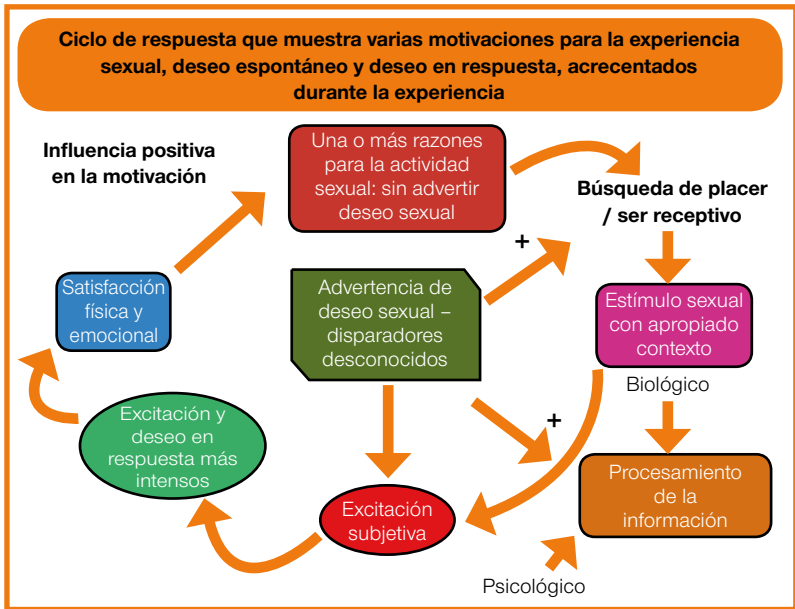 Ciclo de respuesta que muestra varias motivaciones para la experiencia
sexual, deseo espontáneo y deseo en respuesta, acrecentados
durante la experiencia
Influencia positiva
en la motivación
Una o más razones
para la actividad
sexual: sin advertir
deseo sexual
Búsqueda de placer
/ ser receptivo
+
Satisfacción
física y
emocional
Advertencia de
deseo sexual –
disparadores
desconocidos
Estímulo sexual
con apropiado
contexto
Biológico
+
Excitación y
deseo en
respuesta más
intensos
Excitación
subjetiva
Procesamiento
de la
información
Psicológico